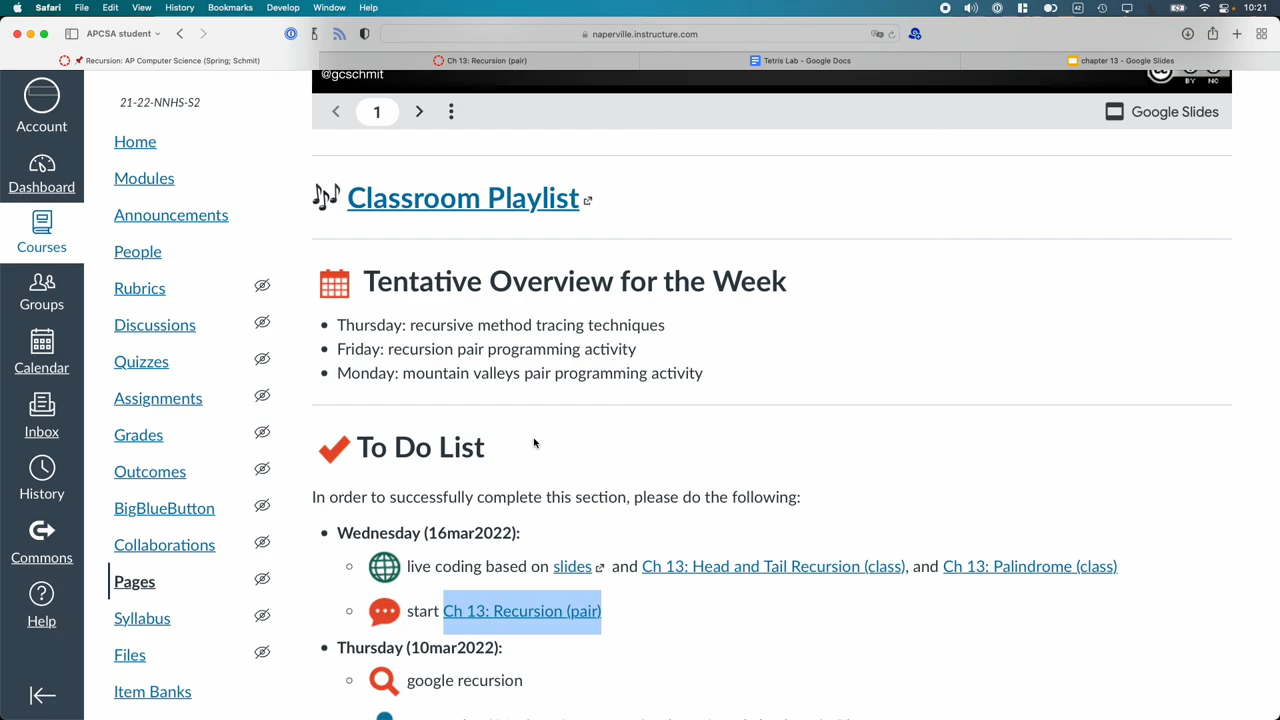 Safari File Edit View History Bookmarks Develop Window Help
10:21
APCSA student
naperville.instructure.com
Recursion: AP Computer Science (Spring; Schmit)
Ch 13: Recursion (pair)
Tetris Lab - Google Docs
chapter 13 - Google Slides
@gcschmit
BY NC
1
Google Slides
Account
Dashboard
Courses
Groups
Calendar
Inbox
History
Commons
Help
21-22-NNHS-S2
Home
Modules
Announcements
People
Rubrics
Discussions
Quizzes
Assignments
Grades
Outcomes
BigBlueButton
Collaborations
Pages
Syllabus
Files
Item Banks
Classroom Playlist
Tentative Overview for the Week
• Thursday: recursive method tracing techniques
• Friday: recursion pair programming activity
• Monday: mountain valleys pair programming activity
To Do List
In order to successfully complete this section, please do the following:
• Wednesday (16mar2022):
live coding based on slides and Ch 13: Head and Tail Recursion (class), and Ch 13: Palindrome (class)
start Ch 13: Recursion (pair)
• Thursday (10mar2022):
google recursion